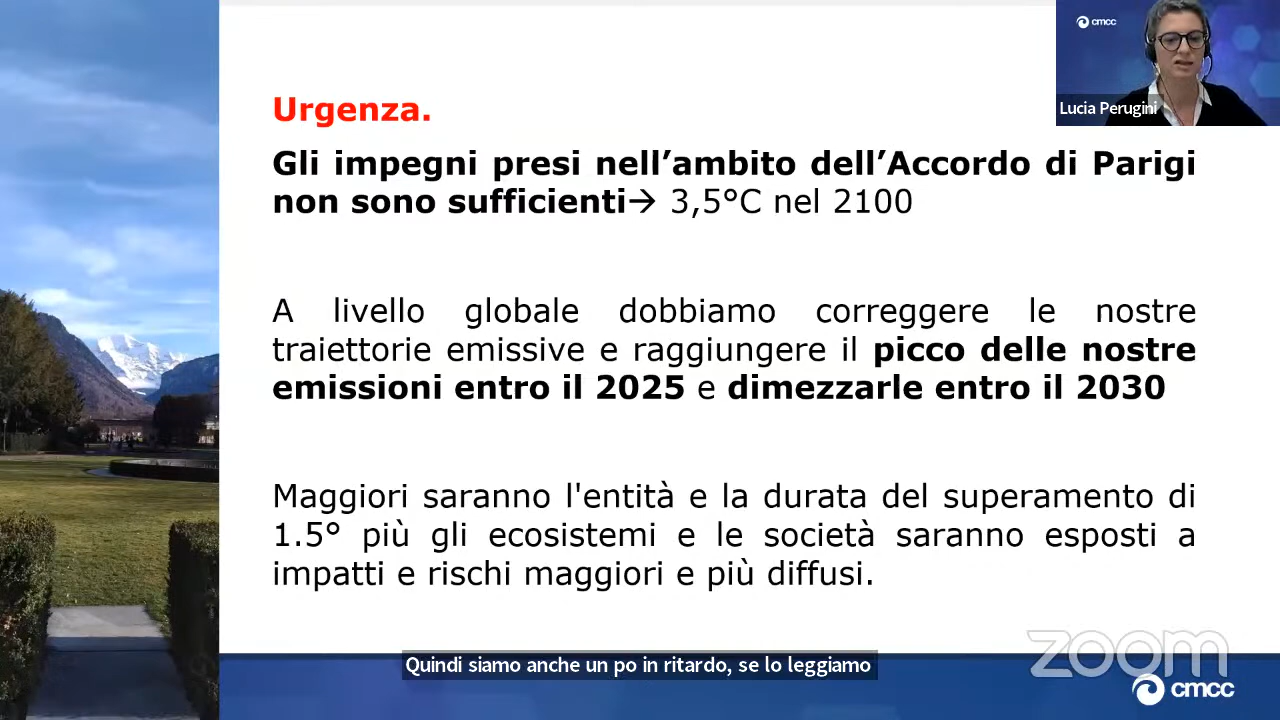 cmcc
Lucia Perugini
Urgenza.
Gli impegni presi nell’ambito dell’Accordo di Parigi
non sono sufficienti→ 3,5°C nel 2100
A livello globale dobbiamo correggere le nostre
traiettorie emissive e raggiungere il picco delle nostre
emissioni entro il 2025 e dimezzarle entro il 2030
Maggiori saranno l'entità e la durata del superamento di
1.5° più gli ecosistemi e le società saranno esposti a
impatti e rischi maggiori e più diffusi.
Quindi siamo anche un po in ritardo, se lo leggiamo
zoom
cmcc